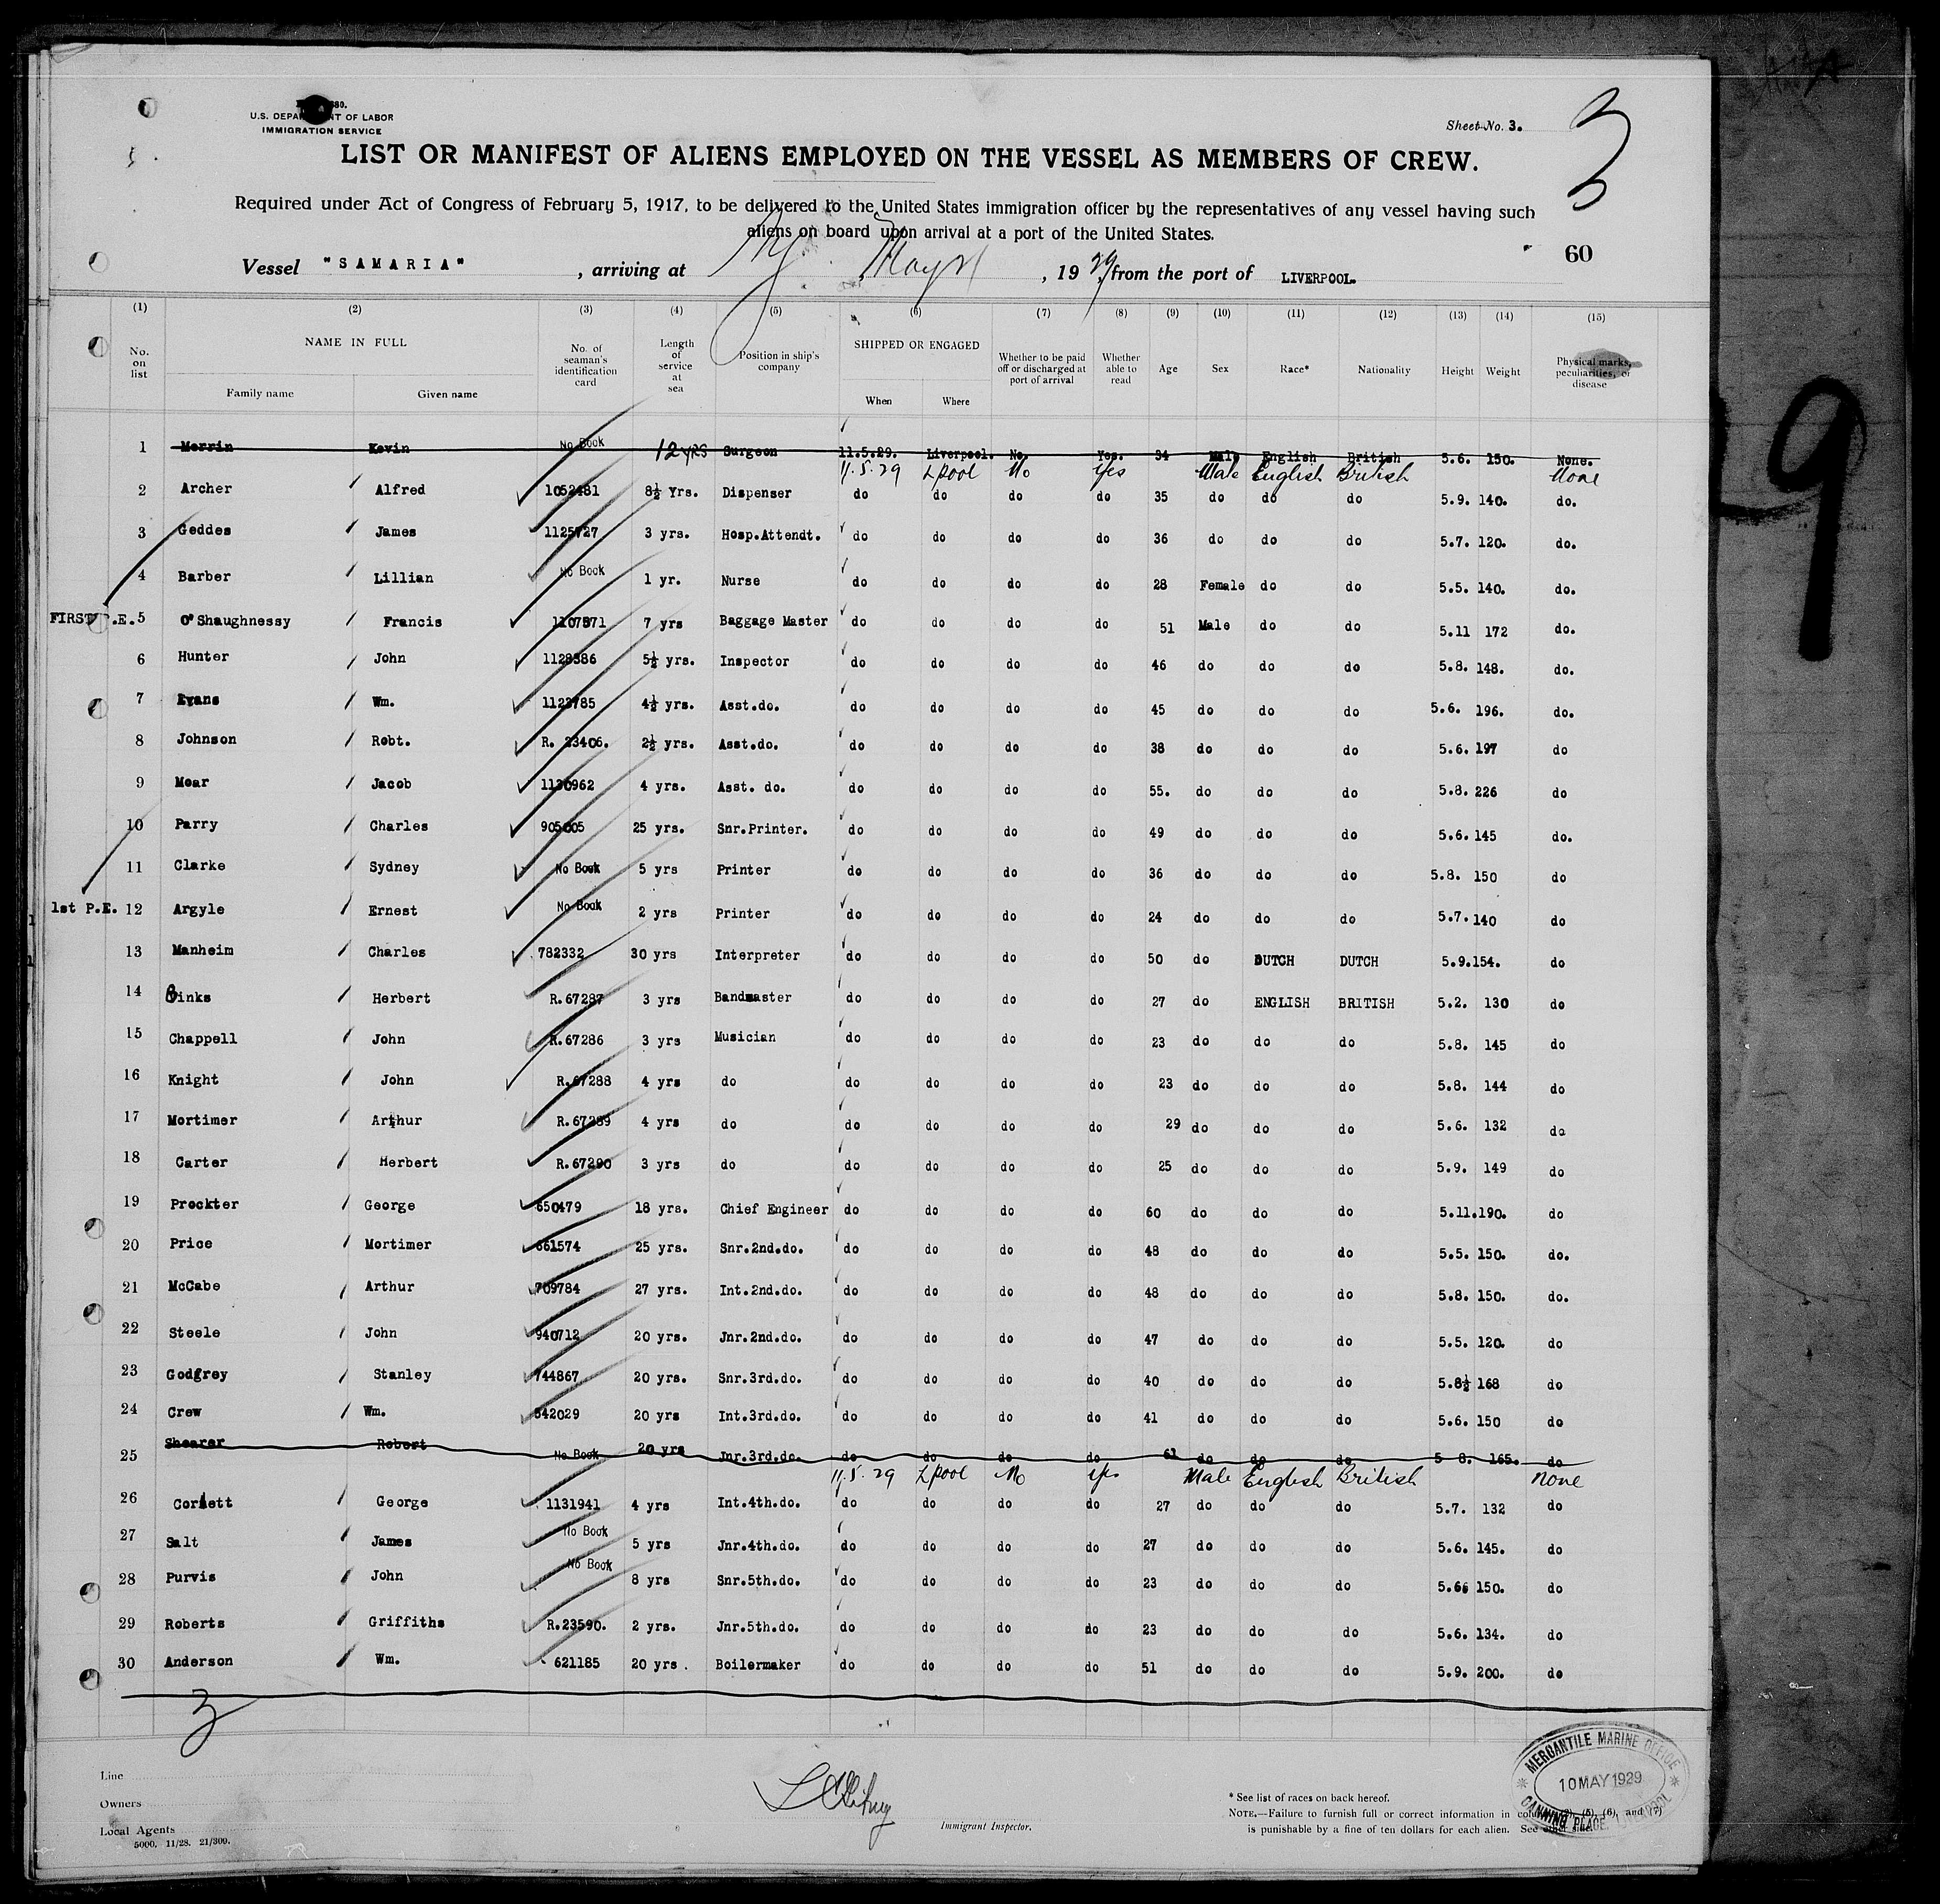 U.S. DEPARTMENT OF LABOR
IMMIGRATION SERVICE
Sheet No. 3.
3
LIST OR MANIFEST OF ALIENS EMPLOYED ON THE VESSEL AS MEMBERS OF CREW.
Required under Act of Congress of February 5, 1917, to be delivered to the United States immigration officer by the representatives of any vessel having such
aliens on board upon arrival at a port of the United States.
60
Vessel "SAMARIA" , arriving at N.Y. May 21 , 1929, from the port of LIVERPOOL.
(1) (2) (3) (4) (5) (6) (7) (8) (9) (10) (11) (12) (13) (14) (15)
No. on list NAME IN FULL Family name Given name No. of seaman's identification card Length of service at sea Position in ship's company SHIPPED OR ENGAGED When Where Whether to be paid off or discharged at port of arrival Whether able to read Age Sex Race* Nationality Height Weight Physical marks, peculiarities, or disease
1 Merrin Kevin No Book 12 YRS Surgeon 11.5.29. Liverpool. No. Yes. 34 Male English British 5.6. 150. None.
11.5.29 Lpool No Yes Male English British None
2 Archer Alfred 1052481 8½ Yrs. Dispenser do do do do 35 do do do 5.9. 140. do.
3 Geddes James 1125727 3 yrs. Hosp.Attendt. do do do do 36 do do do 5.7. 120. do.
4 Barber Lillian No Book 1 yr. Nurse do do do do 28 Female do do 5.5. 140. do.
FIRST P.E. 5 O'Shaughnessy Francis 1107571 7 yrs Baggage Master do do do do 51 Male do do 5.11 172 do.
6 Hunter John 1128386 5½ yrs. Inspector do do do do 46 do do do 5.8. 148. do.
7 Evans Wm. 1123785 4½ yrs. Asst.do. do do do do 45 do do do 5.6. 196. do.
8 Johnson Robt. R. 23406. 2½ yrs. Asst.do. do do do do 38 do do do 5.6. 197 do
9 Moar Jacob 1130962 4 yrs. Asst. do. do do do do 55. do do do 5.8. 226 do
10 Parry Charles 905005 25 yrs. Snr.Printer. do do do do 49 do do do 5.6. 145 do.
11 Clarke Sydney No Book 5 yrs Printer do do do do 36 do do do 5.8. 150 do
1st P.E. 12 Argyle Ernest No Book 2 yrs Printer do do do do 24 do do do 5.7. 140 do
13 Manheim Charles 782332 30 yrs Interpreter do do do do 50 do DUTCH DUTCH 5.9. 154. do
14 Binks Herbert R.67287 3 yrs Bandmaster do do do do 27 do ENGLISH BRITISH 5.2. 130 do
15 Chappell John R.67286 3 yrs Musician do do do do 23 do do do 5.8. 145 do
16 Knight John R.67288 4 yrs do do do do do 23 do do do 5.8. 144 do
17 Mortimer Arthur R.67289 4 yrs do do do do do 29 do do do 5.6. 132 do
18 Carter Herbert R.67290 3 yrs do do do do do 25 do do do 5.9. 149 do
19 Prockter George 650479 18 yrs. Chief Engineer do do do do 60 do do do 5.11. 190. do
20 Price Mortimer 661574 25 yrs. Snr.2nd.do. do do do do 48 do do do 5.5. 150. do.
21 McCabe Arthur 709784 27 yrs. Int.2nd.do. do do do do 48 do do do 5.8. 150. do.
22 Steele John 940712 20 yrs. Jnr.2nd.do. do do do do 47 do do do 5.5. 120. do
23 Godfrey Stanley 744867 20 yrs. Snr.3rd.do. do do do do 40 do do do 5.8½ 168 do
24 Crew Wm. 542029 20 yrs Int.3rd.do. do do do do 41 do do do 5.6. 150 do
25 Shearer Robert No Book 20 yrs Jnr.3rd.do. do do do do 61 do do do 5 8. 165. do
11.5.29 Lpool No Yes Male English British None
26 Cornett George 1131941 4 yrs Int.4th.do. do do do do 27 do do do 5.7. 132 do
27 Salt James No Book 5 yrs Jnr.4th.do. do do do do 27 do do do 5.6. 145. do
28 Purvis John No Book 8 yrs Snr.5th.do. do do do do 23 do do do 5.66 150. do
29 Roberts Griffiths R.23590. 2 yrs. Jnr.5th.do. do do do do 23 do do do 5.6. 134. do
30 Anderson Wm. 621185 20 yrs. Boilermaker do do do do 51 do do do 5.9. 200. do
3
Line
Owners
Local Agents
5000. 11/28. 21/309.
Immigrant Inspector.
* See list of races on back hereof.
NOTE.—Failure to furnish full or correct information in columns (2), (5), (6), and (7)
is punishable by a fine of ten dollars for each alien. See other side.
MERCANTILE MARINE OFFICE
10 MAY 1929
CANNING PLACE, LIVERPOOL
9